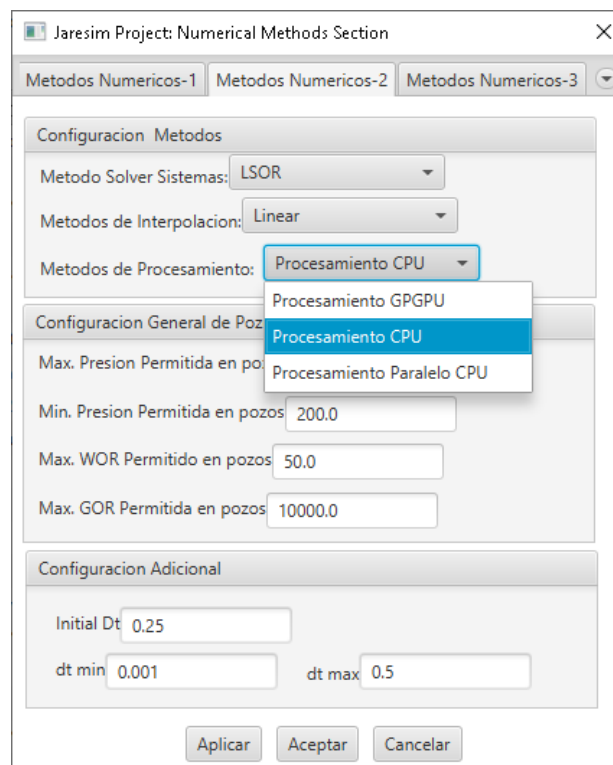 Jaresim Project: Numerical Methods Section
Metodos Numericos-1 Metodos Numericos-2 Metodos Numericos-3
Configuracion Metodos
Metodo Solver Sistemas: LSOR
Metodos de Interpolacion: Linear
Metodos de Procesamiento: Procesamiento CPU
Procesamiento GPGPU
Procesamiento CPU
Procesamiento Paralelo CPU
Configuracion General de Poz
Max. Presion Permitida en po
Min. Presion Permitida en pozos 200.0
Max. WOR Permitido en pozos 50.0
Max. GOR Permitida en pozos 10000.0
Configuracion Adicional
Initial Dt 0.25
dt min 0.001 dt max 0.5
Aplicar Aceptar Cancelar